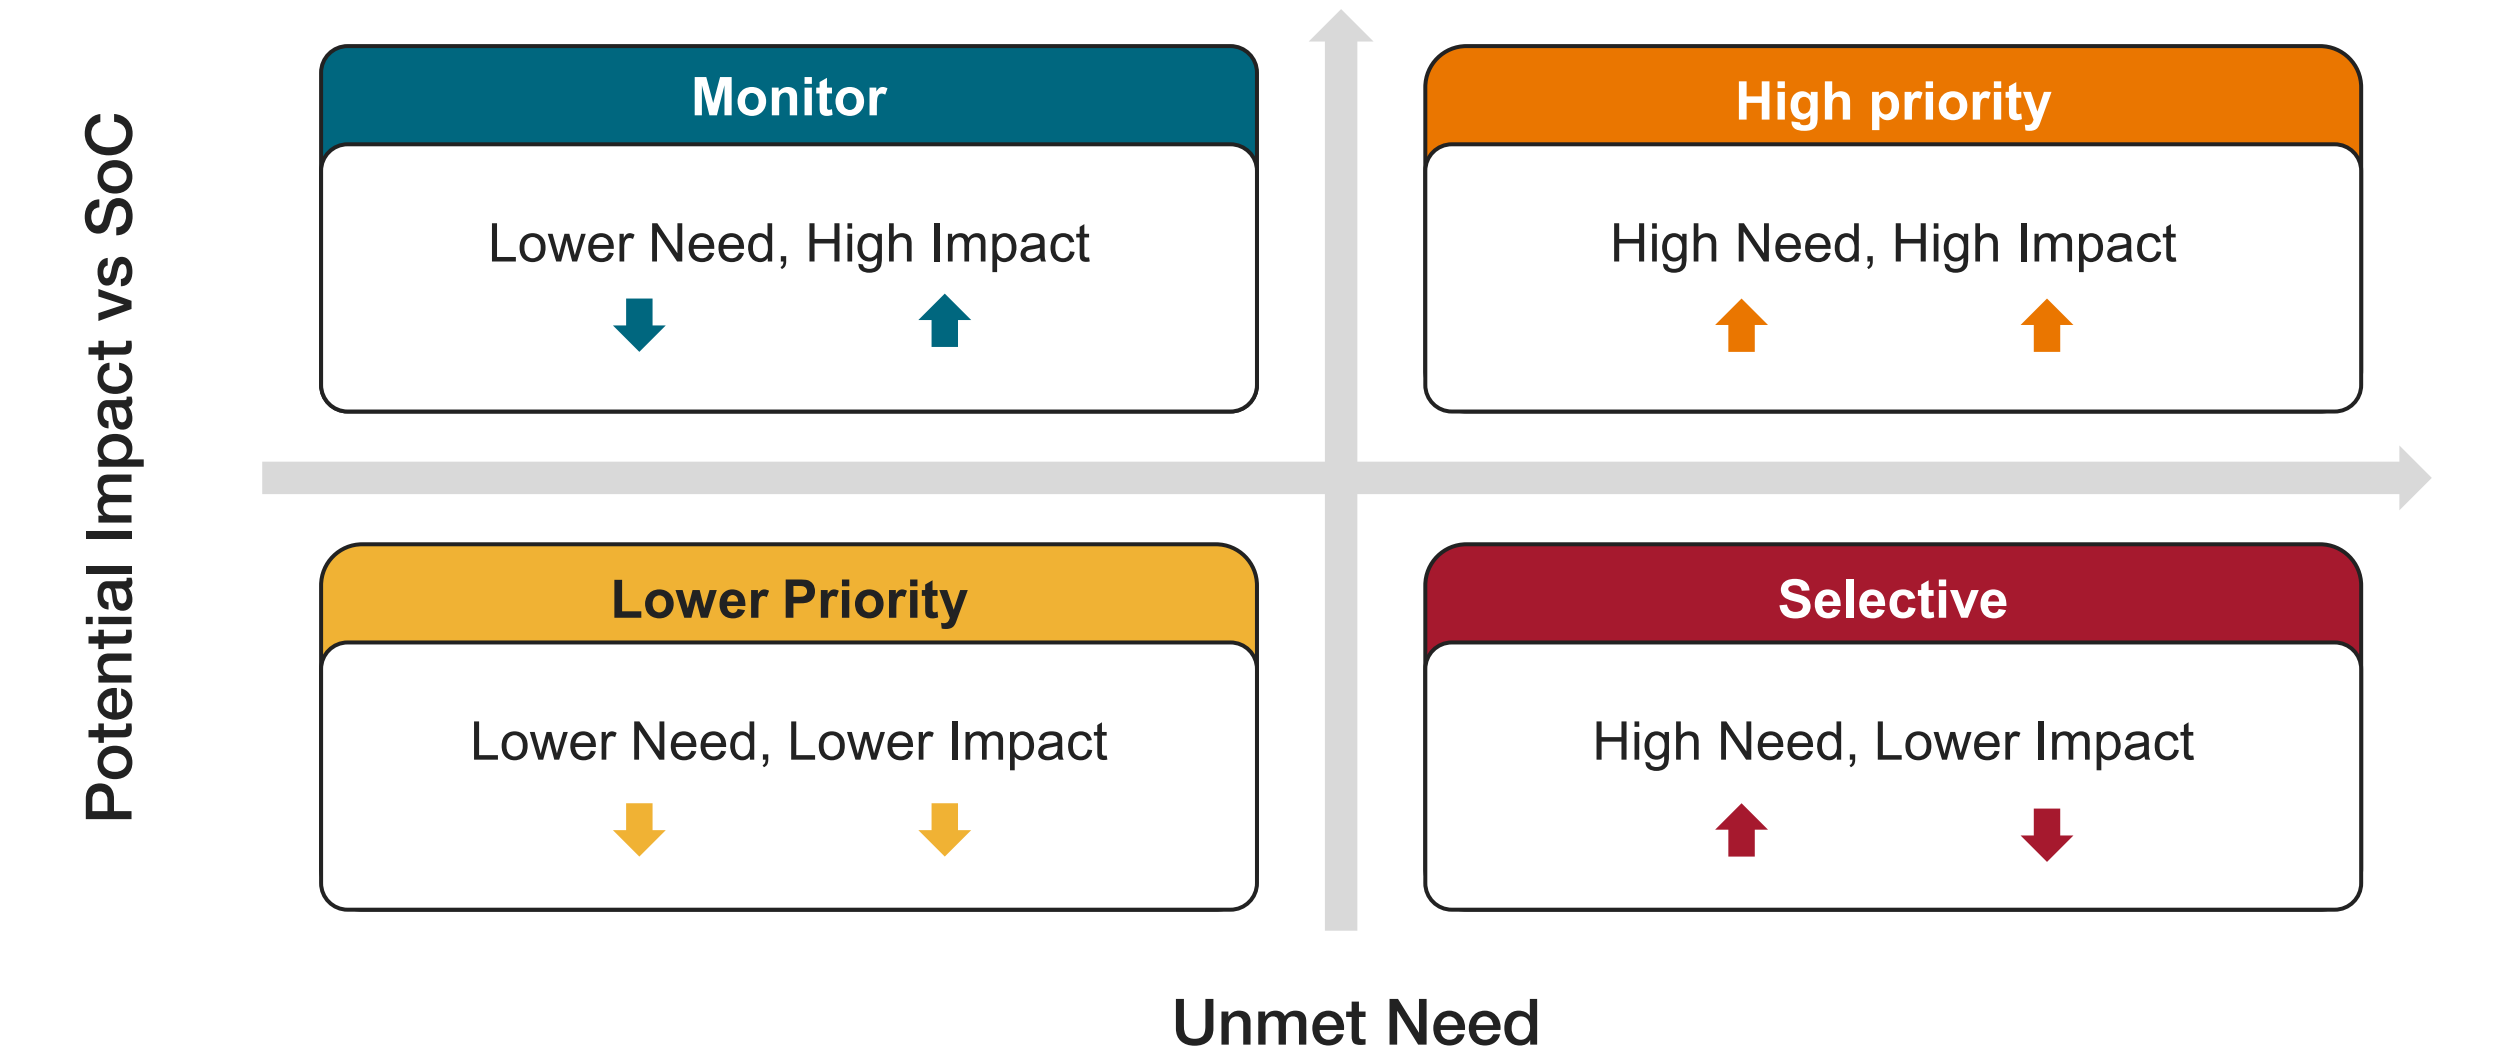 Potential Impact vs SoC
Monitor
Lower Need, High Impact
High priority
High Need, High Impact
Lower Priority
Lower Need, Lower Impact
Selective
High Need, Lower Impact
Unmet Need